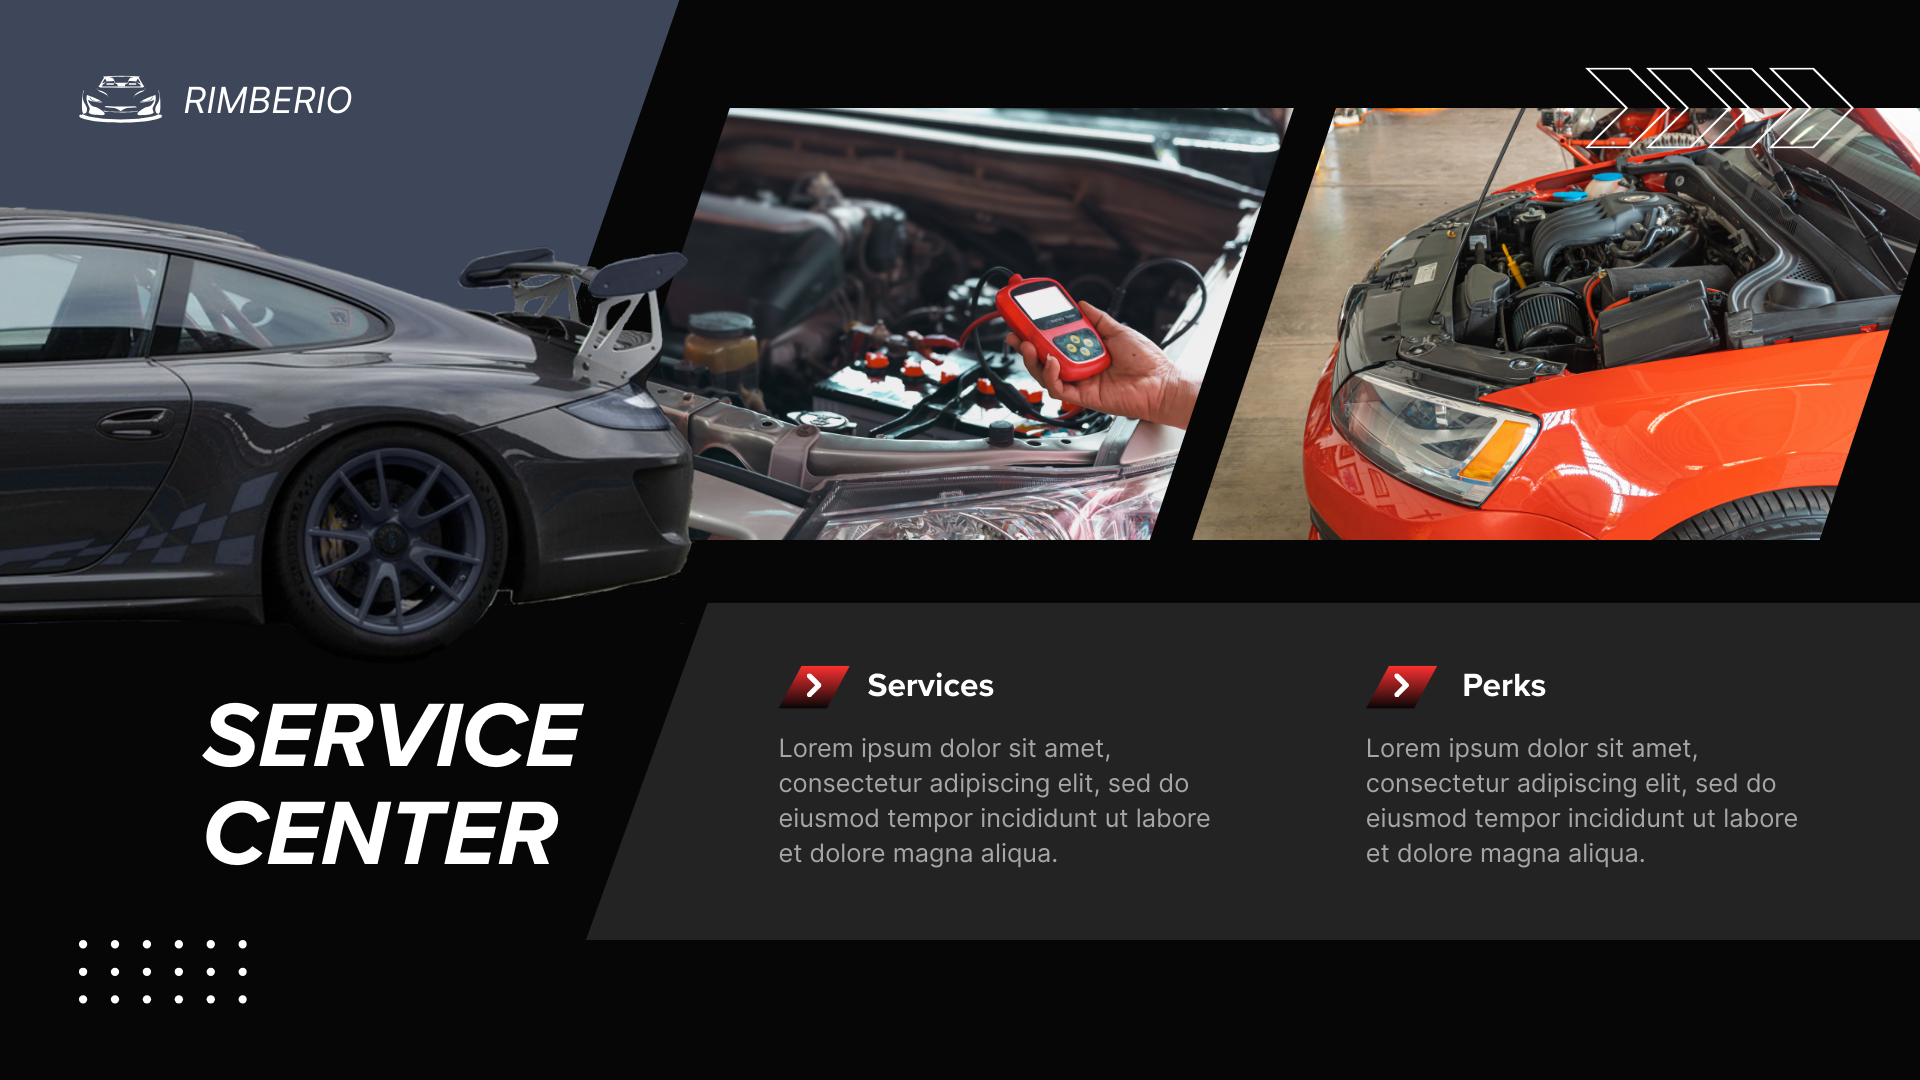 RIMBERIO
SERVICE
CENTER
Services
Lorem ipsum dolor sit amet,
consectetur adipiscing elit, sed do
eiusmod tempor incididunt ut labore
et dolore magna aliqua.
Perks
Lorem ipsum dolor sit amet,
consectetur adipiscing elit, sed do
eiusmod tempor incididunt ut labore
et dolore magna aliqua.